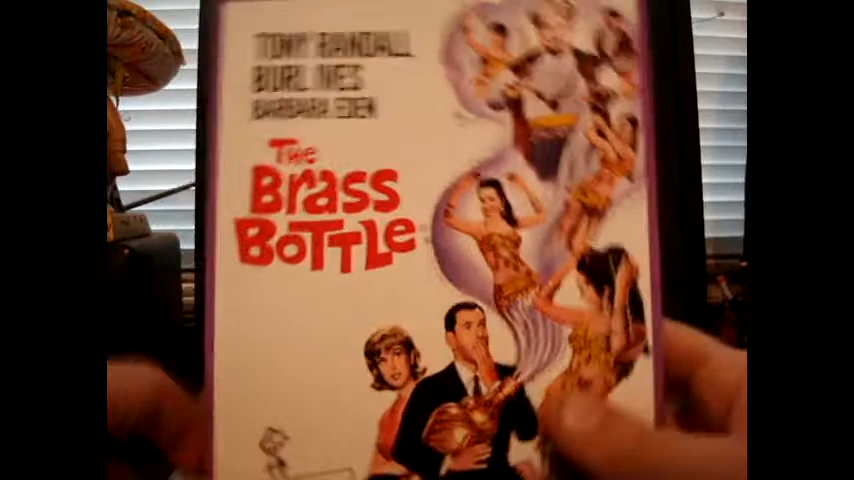 TONY RANDALL
BURL IVES
BARBARA EDEN
The
BRASS
BOTTLe